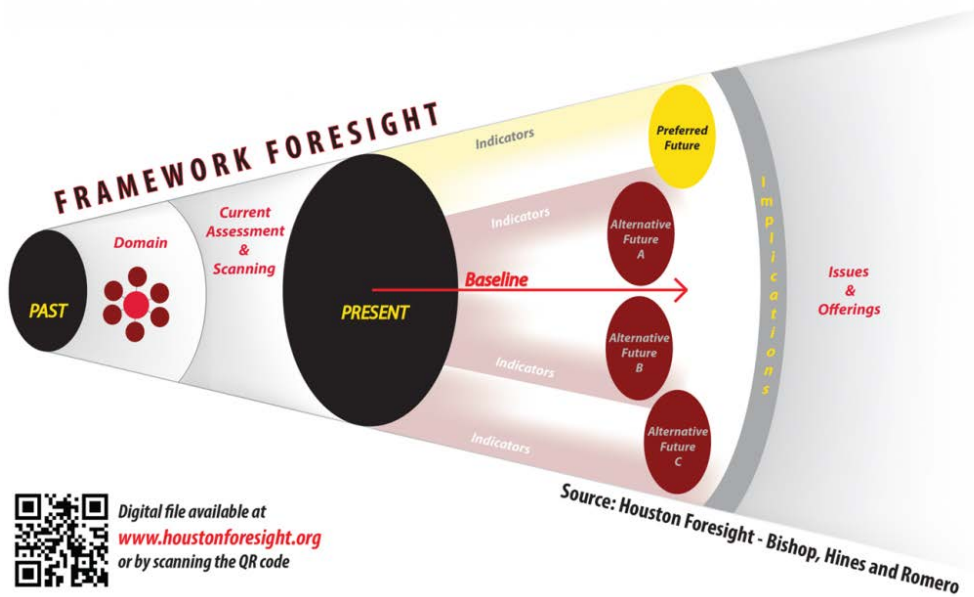 FRAMEWORK FORESIGHT
PAST
Domain
Current
Assessment
&
Scanning
PRESENT
Indicators
Preferred
Future
Indicators
Alternative
Future
A
Baseline
Indicators
Alternative
Future
B
Indicators
Alternative
Future
C
Implications
Issues
&
Offerings
Source: Houston Foresight - Bishop, Hines and Romero
Digital file available at
www.houstonforesight.org
or by scanning the QR code